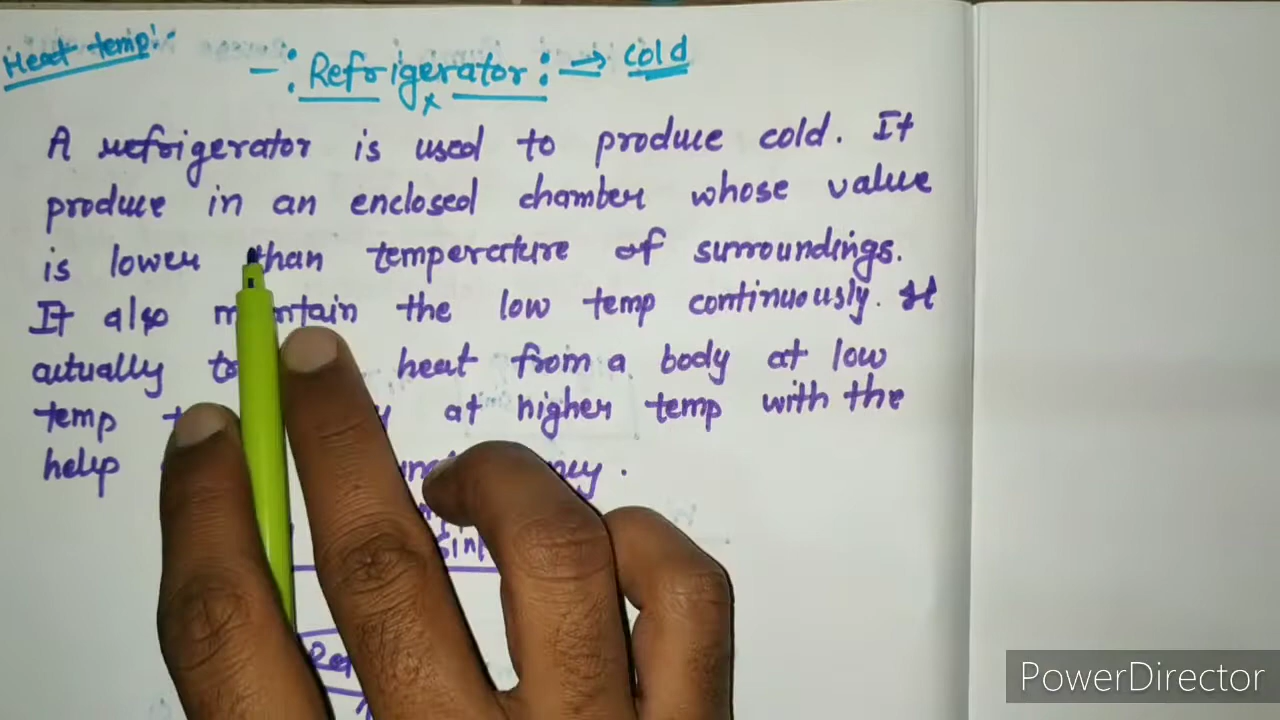 Heat temp:-
-: Refrigerator :- → cold
x
A refrigerator is used to produce cold. It
produce in an enclosed chamber whose value
is lower than temperature of surroundings.
It also the low temp continuously. It
actually heat from a body at low
temp at higher temp with the
help
PowerDirector